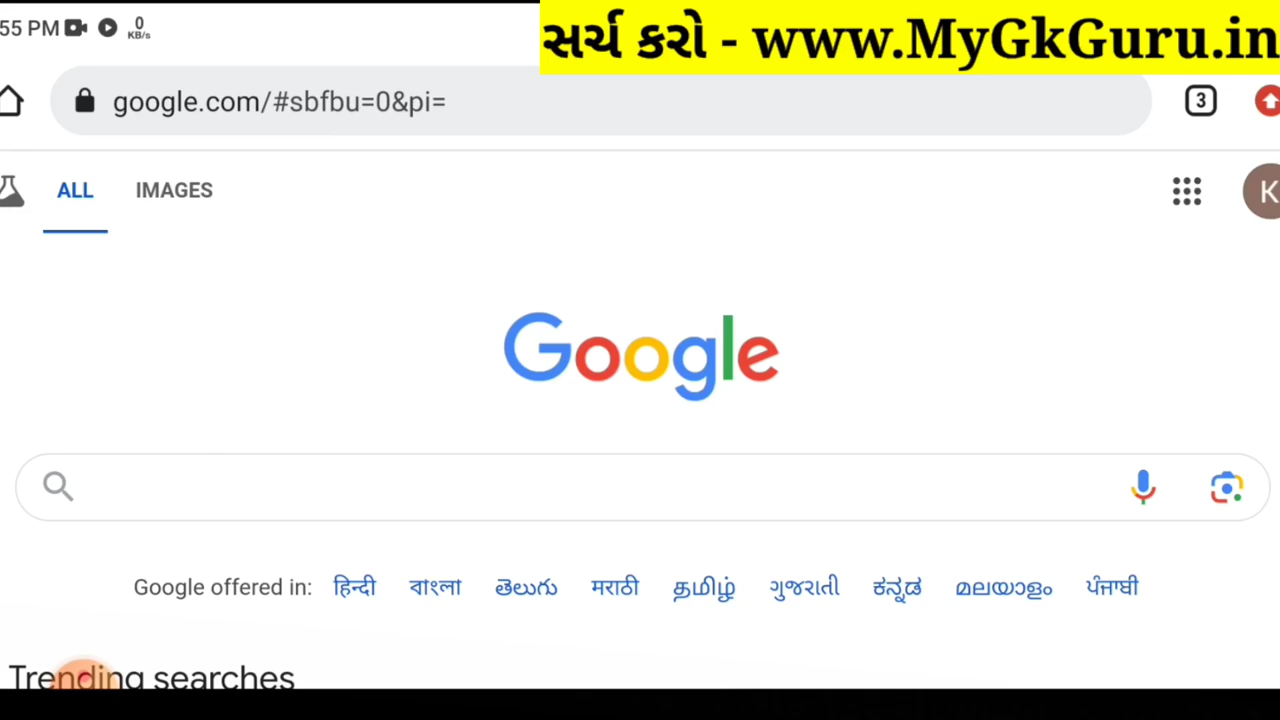 55 PM 0 KB/s
સર્ચ કરો - www.MyGkGuru.in
google.com/#sbfbu=0&pi=
3
ALL IMAGES
K
Google
Google offered in: हिन्दी বাংলা తెలుగు मराठी தமிழ் ગુજરાતી ಕನ್ನಡ മലയാളം ਪੰਜਾਬੀ
Trending searches